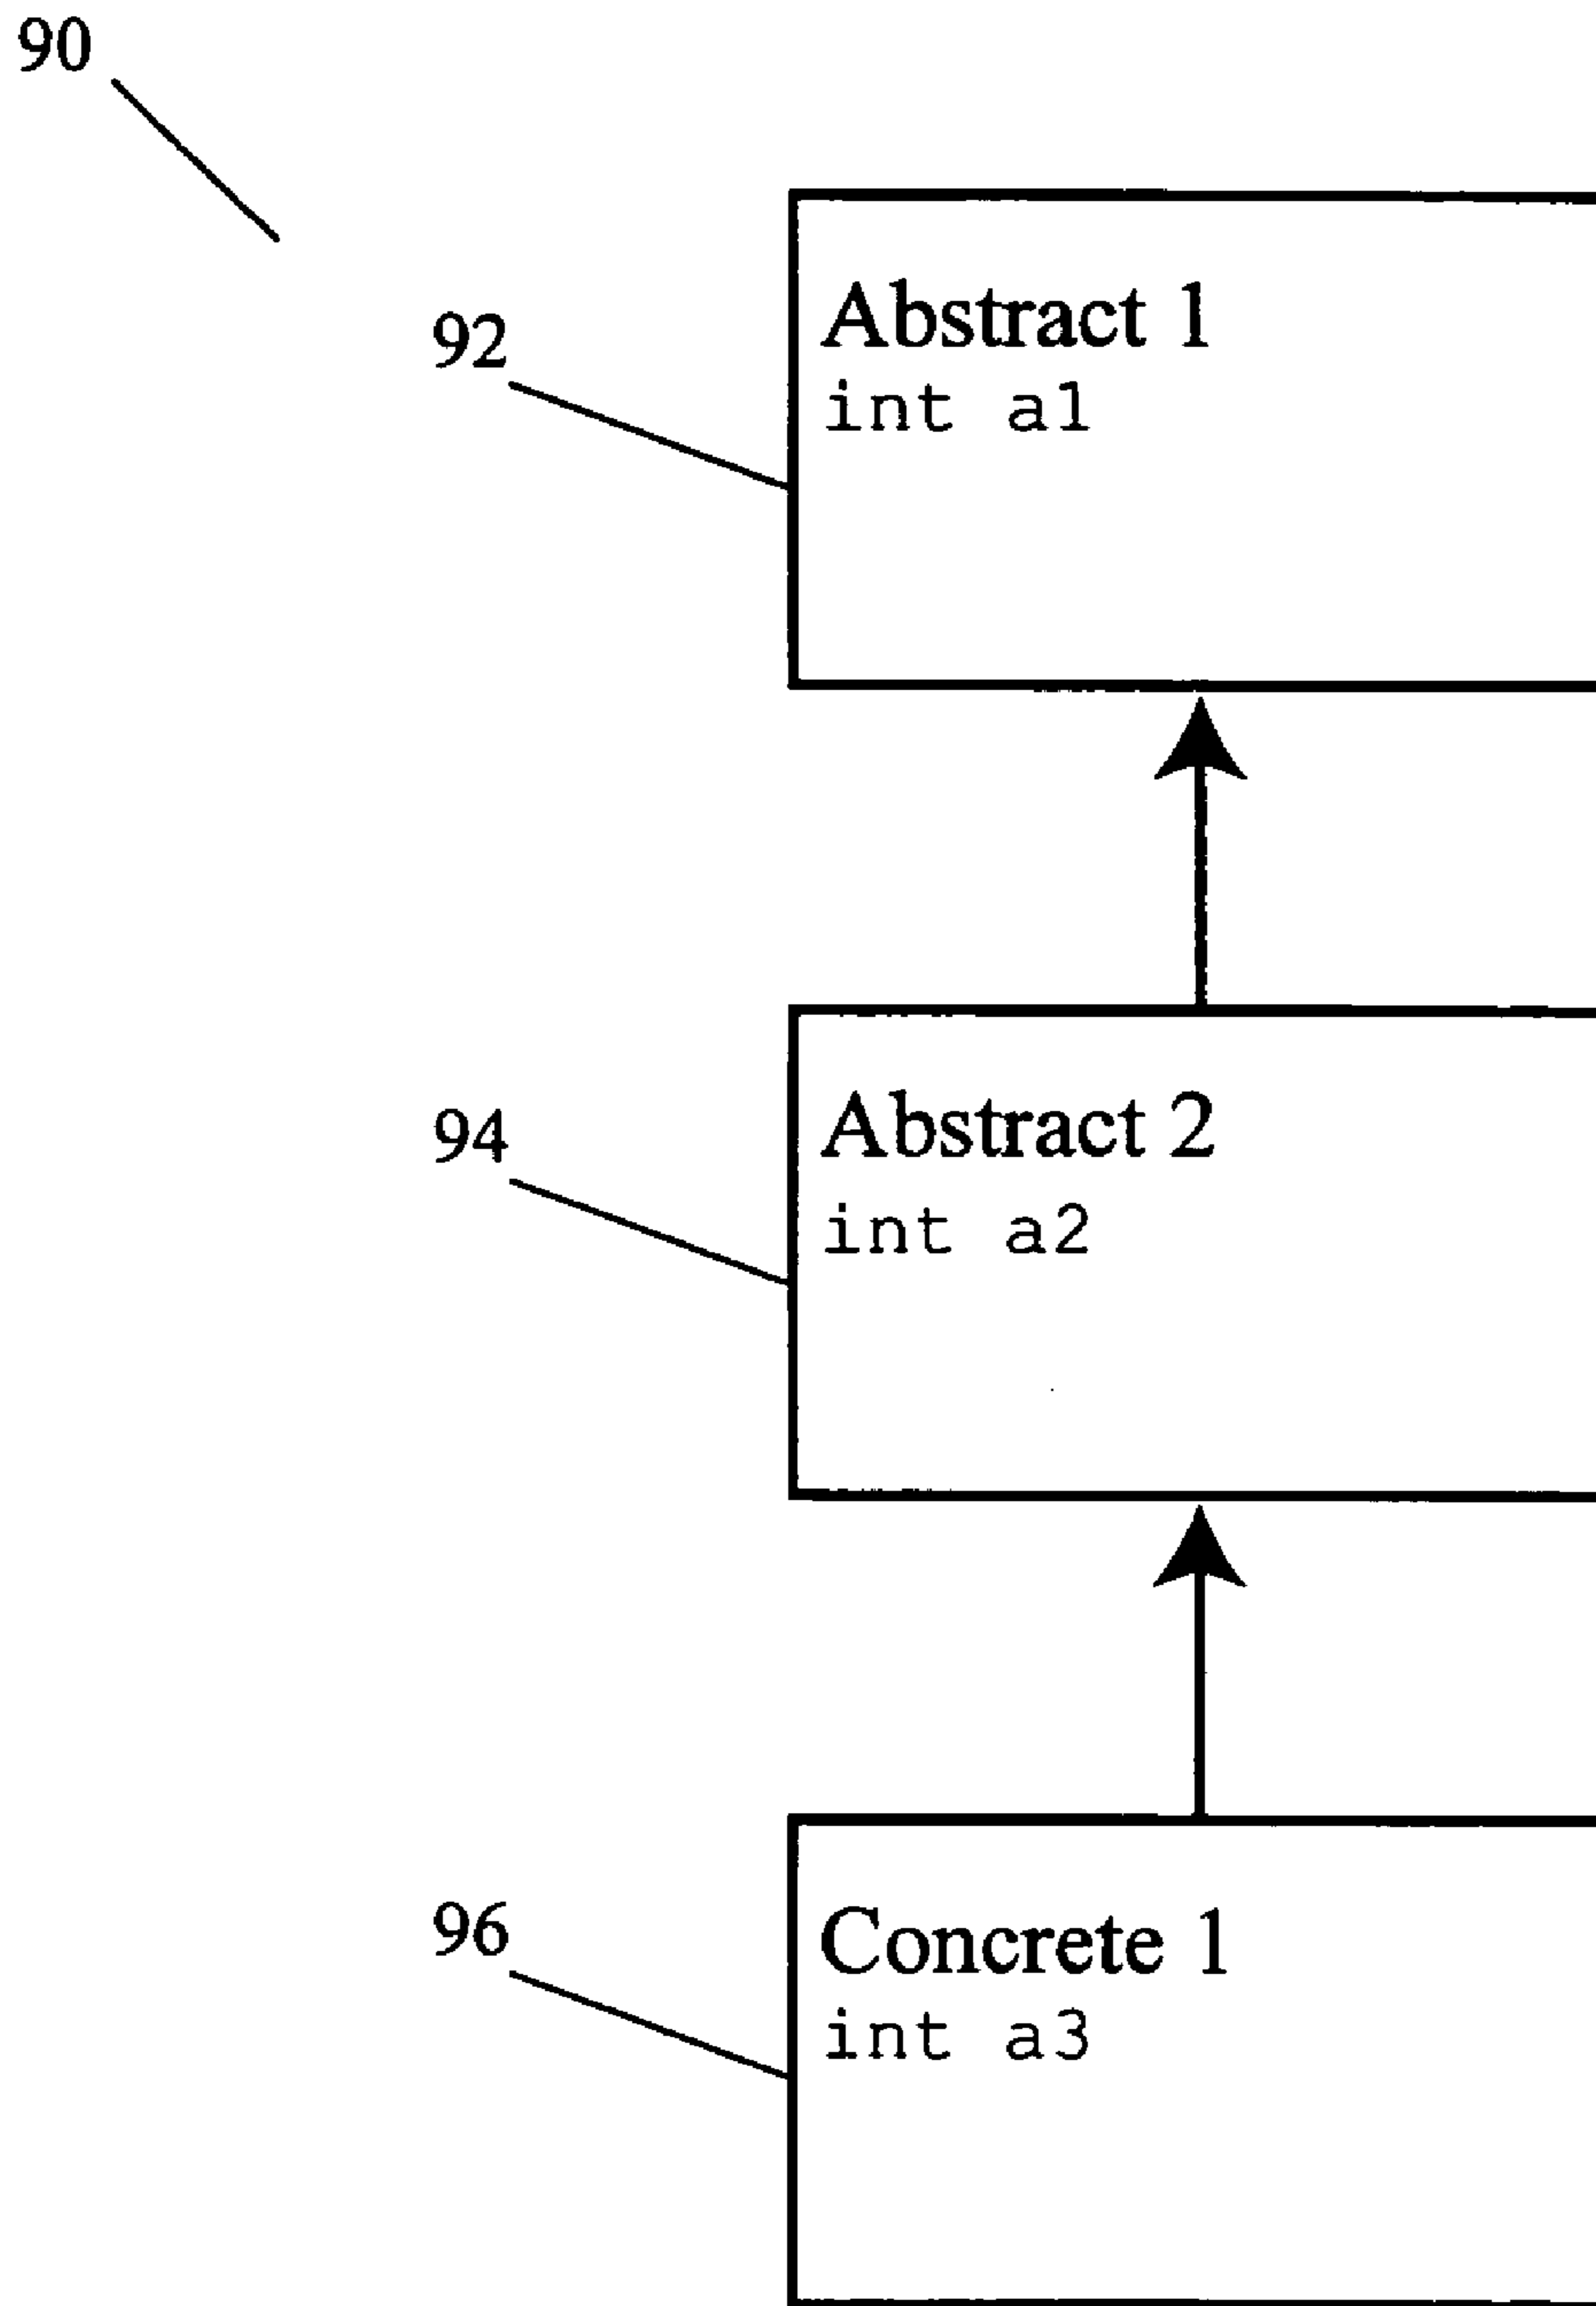 90
92
Abstract 1
int a1
94
Abstract 2
int a2
96
Concrete 1
int a3